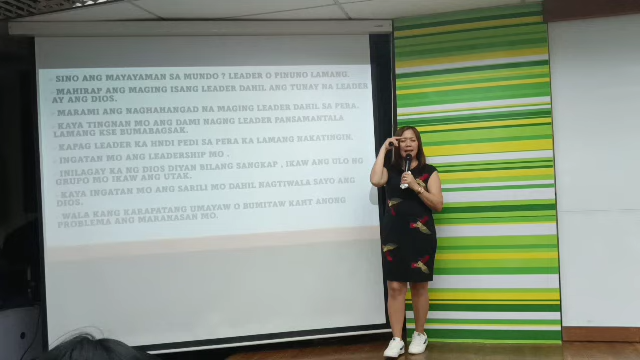 - SINO ANG MAYAYAMAN SA MUNDO ? LEADER O PINUNO LAMANG.
- MAHIRAP ANG MAGING ISANG LEADER DAHIL ANG TUNAY NA LEADER
AY ANG DIOS.
- MARAMI ANG NAGHAHANGAD NA MAGING LEADER DAHIL SA PERA.
- KAYA TINGNAN MO ANG DAMI NAGNG LEADER PANSAMANTALA
LAMANG KSE BUMABAGSAK.
- KAPAG LEADER KA HNDI PEDI SA PERA KA LAMANG NAKATINGIN.
- INGATAN MO ANG LEADERSHIP MO .
- INILAGAY KA NG DIOS DIYAN BILANG SANGKAP , IKAW ANG ULO NG
GRUPO MO IKAW ANG UTAK.
- KAYA INGATAN MO ANG SARILI MO DAHIL NAGTIWALA SAYO ANG
DIOS.
- WALA KANG KARAPATANG UMAYAW O BUMITAW KAHT ANONG
PROBLEMA ANG MARANASAN MO.